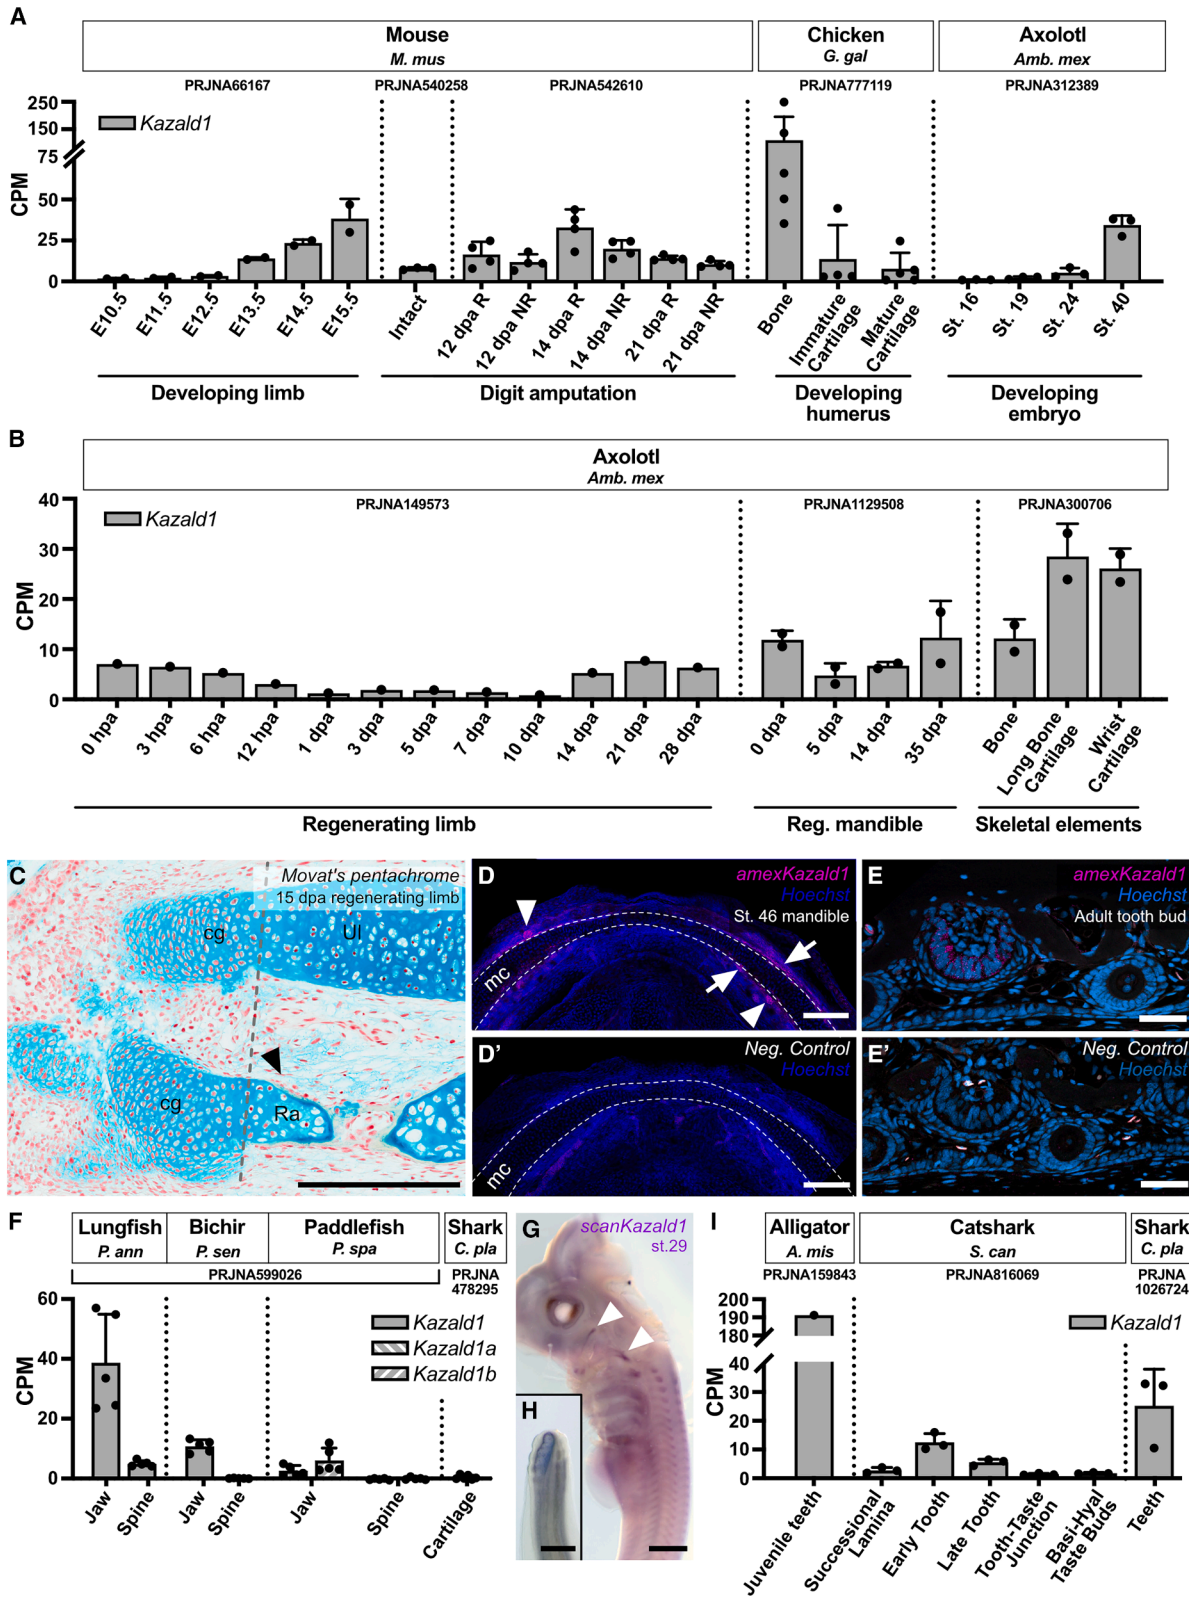 A
Mouse
M. mus
Chicken
G. gal
Axolotl
Amb. mex
PRJNA66167
PRJNA540258
PRJNA542610
PRJNA777119
PRJNA312389
Kazald1
CPM
250
150
75
50
25
0
E10.5
E11.5
E12.5
E13.5
E14.5
E15.5
Intact
12 dpa R
12 dpa NR
14 dpa R
14 dpa NR
21 dpa R
21 dpa NR
Bone
Immature
Cartilage
Mature
Cartilage
St. 16
St. 19
St. 24
St. 40
Developing limb
Digit amputation
Developing
humerus
Developing
embryo
B
Axolotl
Amb. mex
PRJNA149573
PRJNA1129508
PRJNA300706
Kazald1
CPM
40
30
20
10
0
0 hpa
3 hpa
6 hpa
12 hpa
1 dpa
3 dpa
5 dpa
7 dpa
10 dpa
14 dpa
21 dpa
28 dpa
0 dpa
5 dpa
14 dpa
35 dpa
Bone
Long Bone
Cartilage
Wrist
Cartilage
Regenerating limb
Reg. mandible
Skeletal elements
C
Movat's pentachrome
15 dpa regenerating limb
cg
Ul
cg
Ra
D
amexKazald1
Hoechst
St. 46 mandible
mc
D'
Neg. Control
Hoechst
mc
E
amexKazald1
Hoechst
Adult tooth bud
E'
Neg. Control
Hoechst
F
Lungfish
P. ann
Bichir
P. sen
Paddlefish
P. spa
Shark
C. pla
PRJNA599026
PRJNA
478295
Kazald1
Kazald1a
Kazald1b
CPM
60
40
20
0
Jaw
Spine
Jaw
Spine
Jaw
Spine
Cartilage
G
scanKazald1
st.29
H
I
Alligator
A. mis
Catshark
S. can
Shark
C. pla
PRJNA159843
PRJNA816069
PRJNA
1026724
Kazald1
CPM
200
190
180
40
30
20
10
0
Juvenile teeth
Successional
Lamina
Early Tooth
Late Tooth
Tooth-Taste
Junction
Basi-Hyal
Taste Buds
Teeth